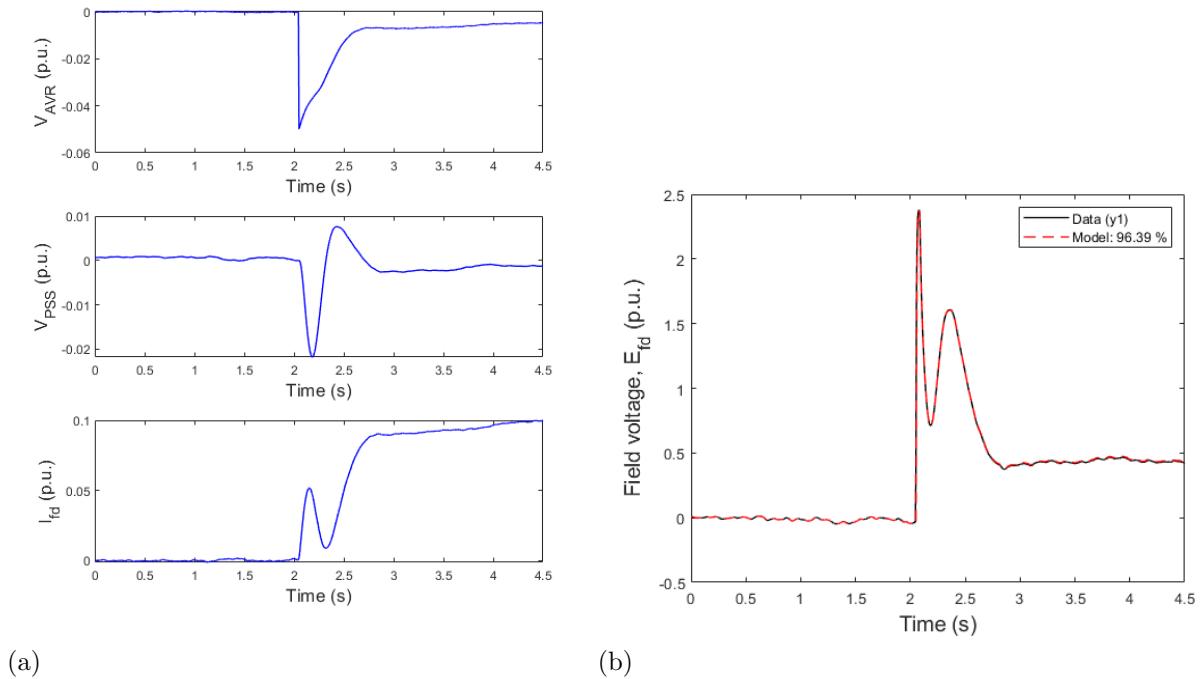 0
-0.02
-0.04
-0.06
V_AVR (p.u.)
0 0.5 1 1.5 2 2.5 3 3.5 4 4.5
Time (s)
0.01
0
-0.01
-0.02
V_PSS (p.u.)
0 0.5 1 1.5 2 2.5 3 3.5 4 4.5
Time (s)
0.1
0.05
0
I_fd (p.u.)
0 0.5 1 1.5 2 2.5 3 3.5 4 4.5
Time (s)
(a)
2.5
2
1.5
1
0.5
0
-0.5
Field voltage, E_fd (p.u.)
Data (y1)
Model: 96.39 %
0 0.5 1 1.5 2 2.5 3 3.5 4 4.5
Time (s)
(b)